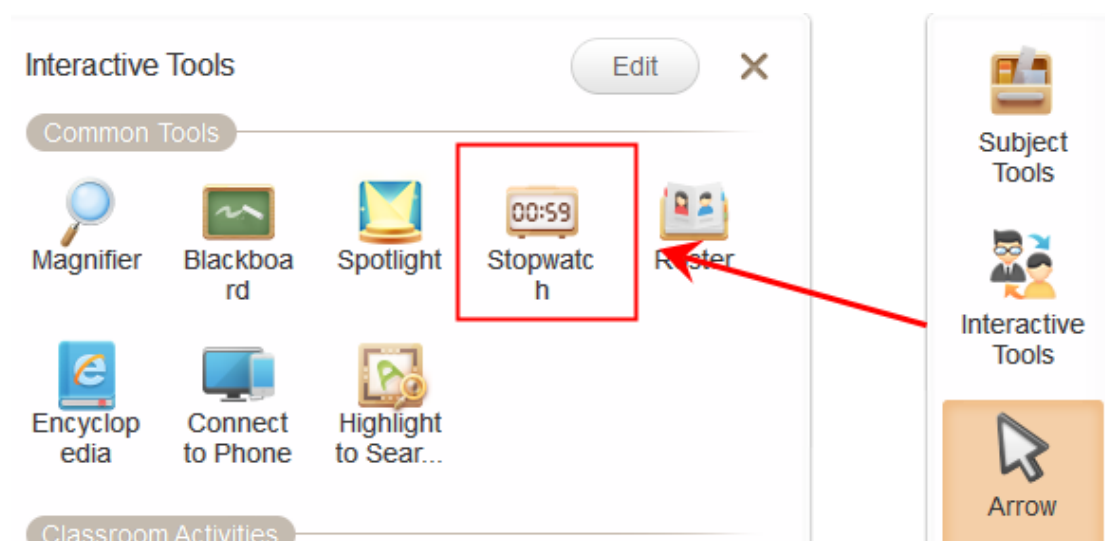 Interactive Tools
Edit
Common Tools
00:59
Magnifier
Blackboa
rd
Spotlight
Stopwatc
h
Roster
Encyclop
edia
Connect
to Phone
Highlight
to Sear...
Classroom Activities
Subject
Tools
Interactive
Tools
Arrow